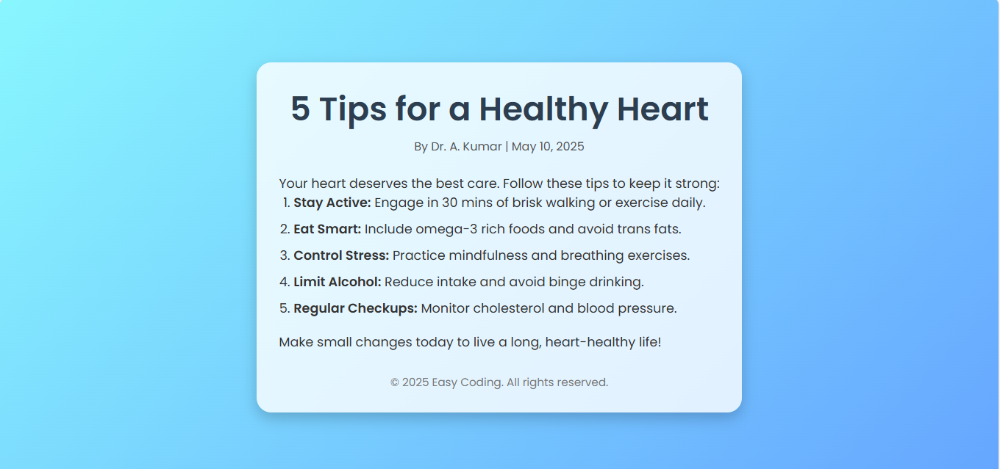 5 Tips for a Healthy Heart
By Dr. A. Kumar | May 10, 2025
Your heart deserves the best care. Follow these tips to keep it strong:
1. Stay Active: Engage in 30 mins of brisk walking or exercise daily.
2. Eat Smart: Include omega-3 rich foods and avoid trans fats.
3. Control Stress: Practice mindfulness and breathing exercises.
4. Limit Alcohol: Reduce intake and avoid binge drinking.
5. Regular Checkups: Monitor cholesterol and blood pressure.
Make small changes today to live a long, heart-healthy life!
© 2025 Easy Coding. All rights reserved.